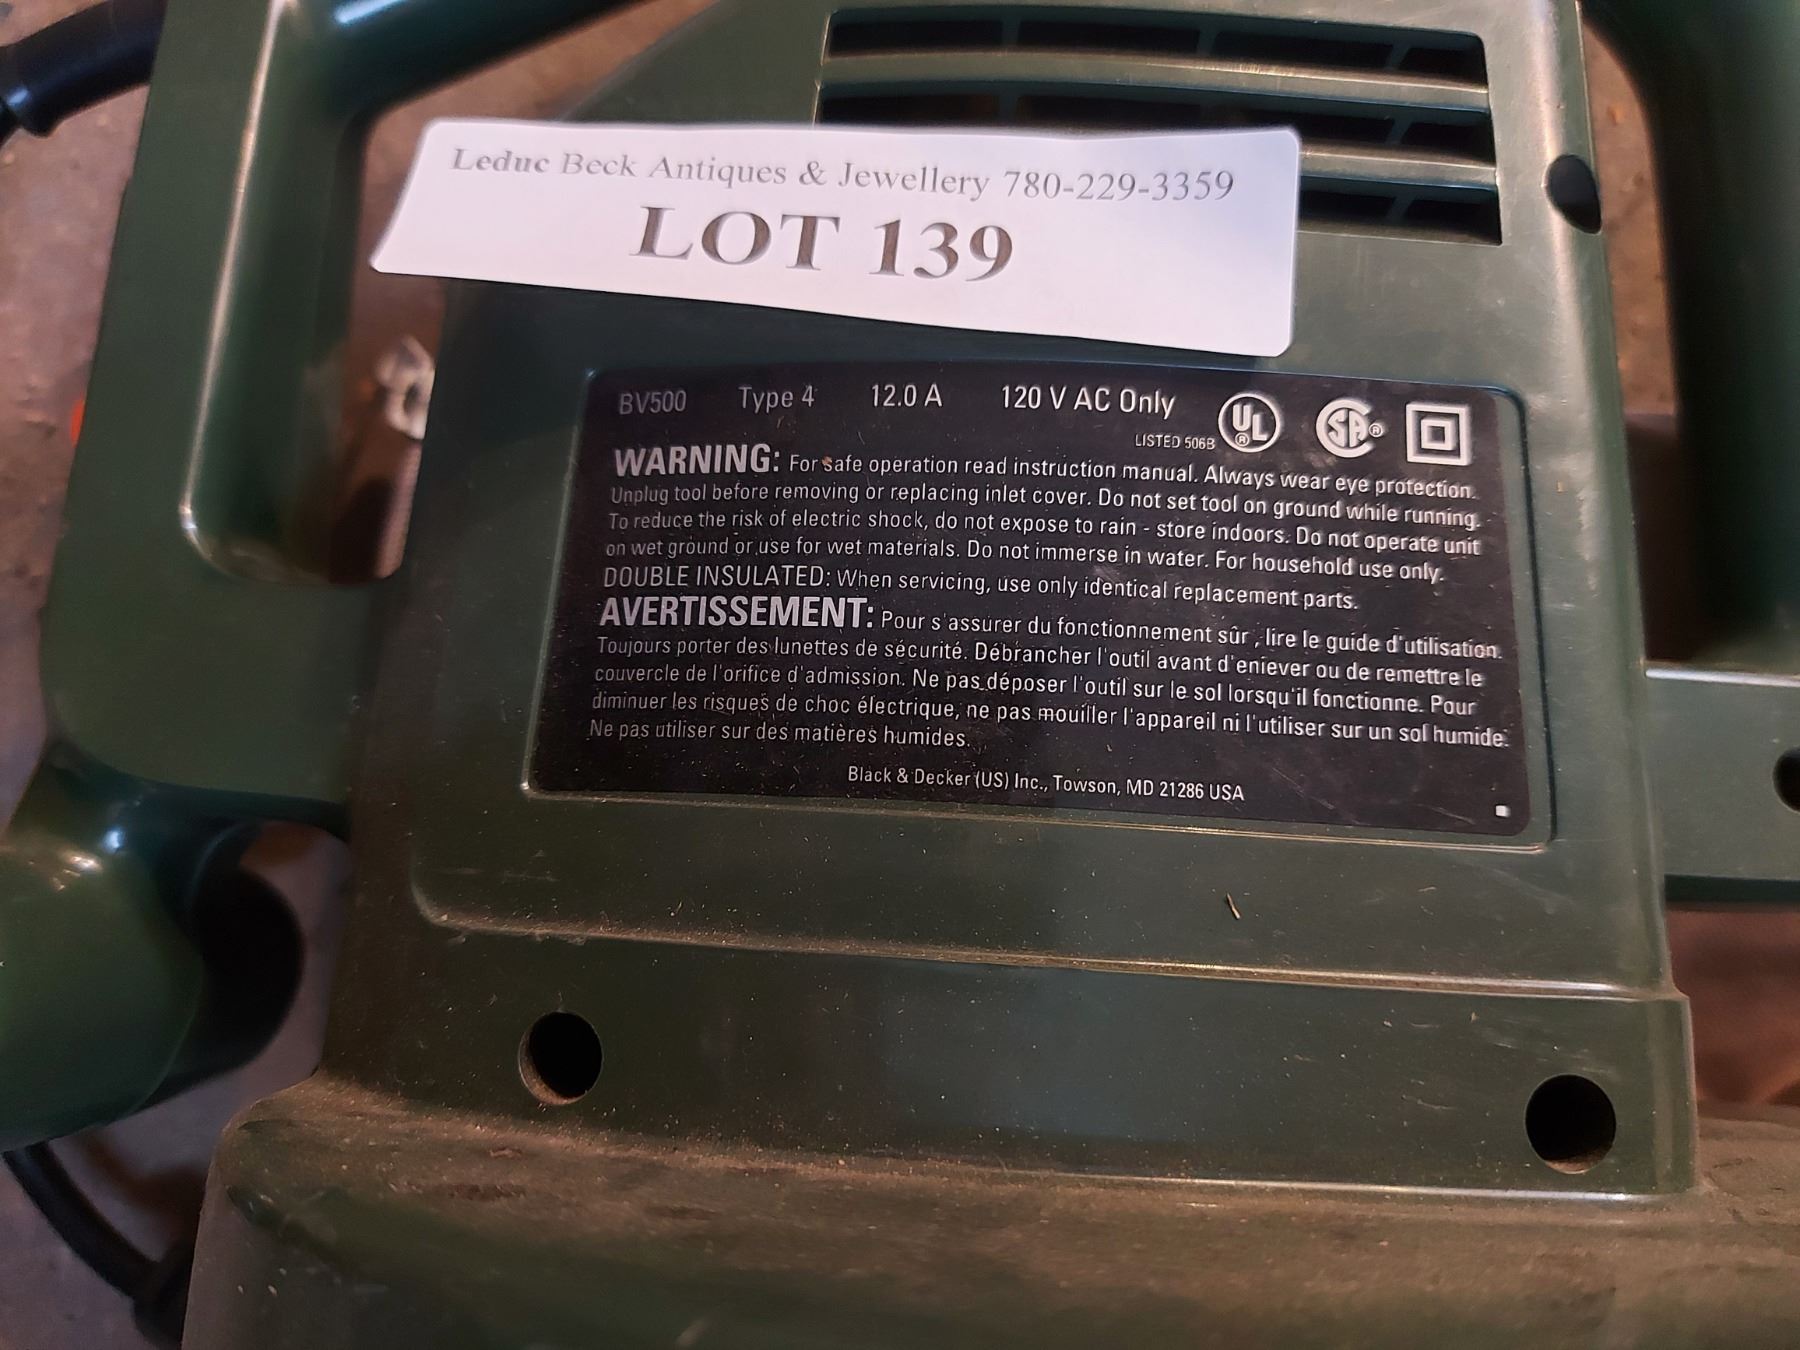 Leduc Beck Antiques & Jewellery 780-229-3359
LOT 139
BV500 Type 4 12.0 A 120 V AC Only
LISTED 506B UL ® SA ®
WARNING: For safe operation read instruction manual. Always wear eye protection.
Unplug tool before removing or replacing inlet cover. Do not set tool on ground while running.
To reduce the risk of electric shock, do not expose to rain - store indoors. Do not operate unit
on wet ground or use for wet materials. Do not immerse in water. For household use only.
DOUBLE INSULATED: When servicing, use only identical replacement parts.
AVERTISSEMENT: Pour s'assurer du fonctionnement sûr, lire le guide d'utilisation.
Toujours porter des lunettes de sécurité. Débrancher l'outil avant d'eniever ou de remettre le
couvercle de l'orifice d'admission. Ne pas déposer l'outil sur le sol lorsqu'il fonctionne. Pour
diminuer les risques de choc électrique, ne pas mouiller l'appareil ni l'utiliser sur un sol humide.
Ne pas utiliser sur des matières humides.
Black & Decker (US) Inc., Towson, MD 21286 USA